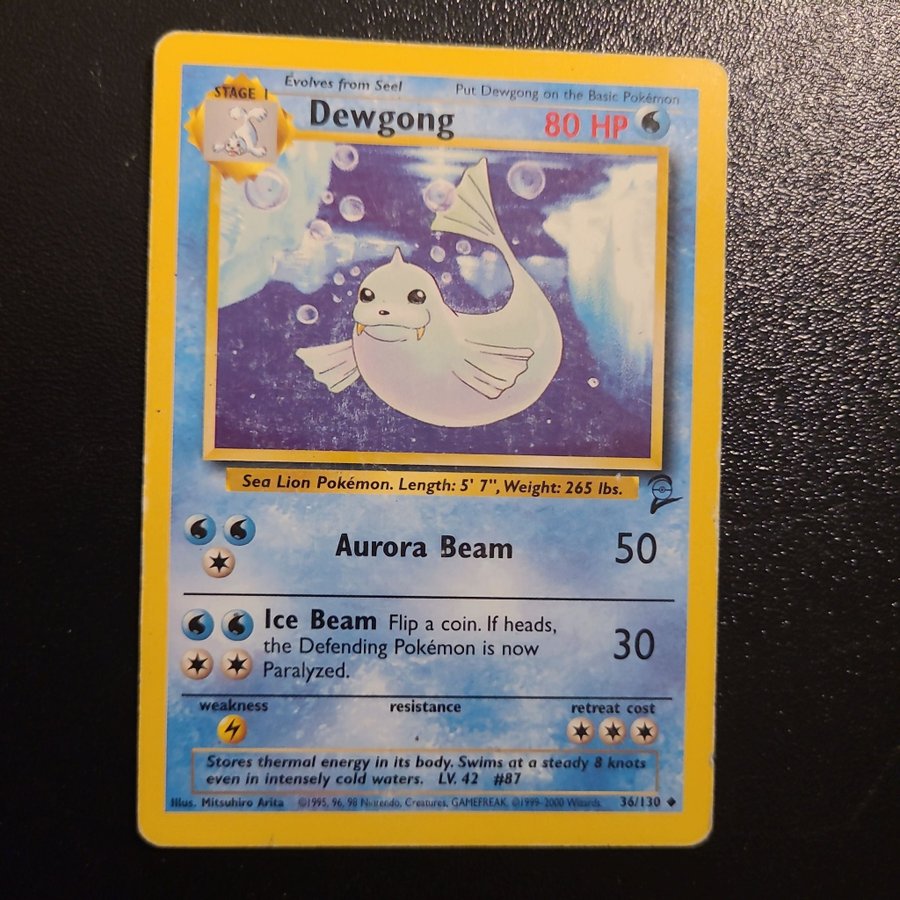 Evolves from Seel
Put Dewgong on the Basic Pokémon
STAGE 1
Dewgong
80 HP
Sea Lion Pokémon. Length: 5' 7", Weight: 265 lbs.
Aurora Beam
50
Ice Beam Flip a coin. If heads,
the Defending Pokémon is now
Paralyzed.
30
weakness
resistance
retreat cost
Stores thermal energy in its body. Swims at a steady 8 knots
even in intensely cold waters. LV. 42 #87
Illus. Mitsuhiro Arita ©1995, 96, 98 Nintendo, Creatures, GAMEFREAK. ©1999-2000 Wizards. 36/130